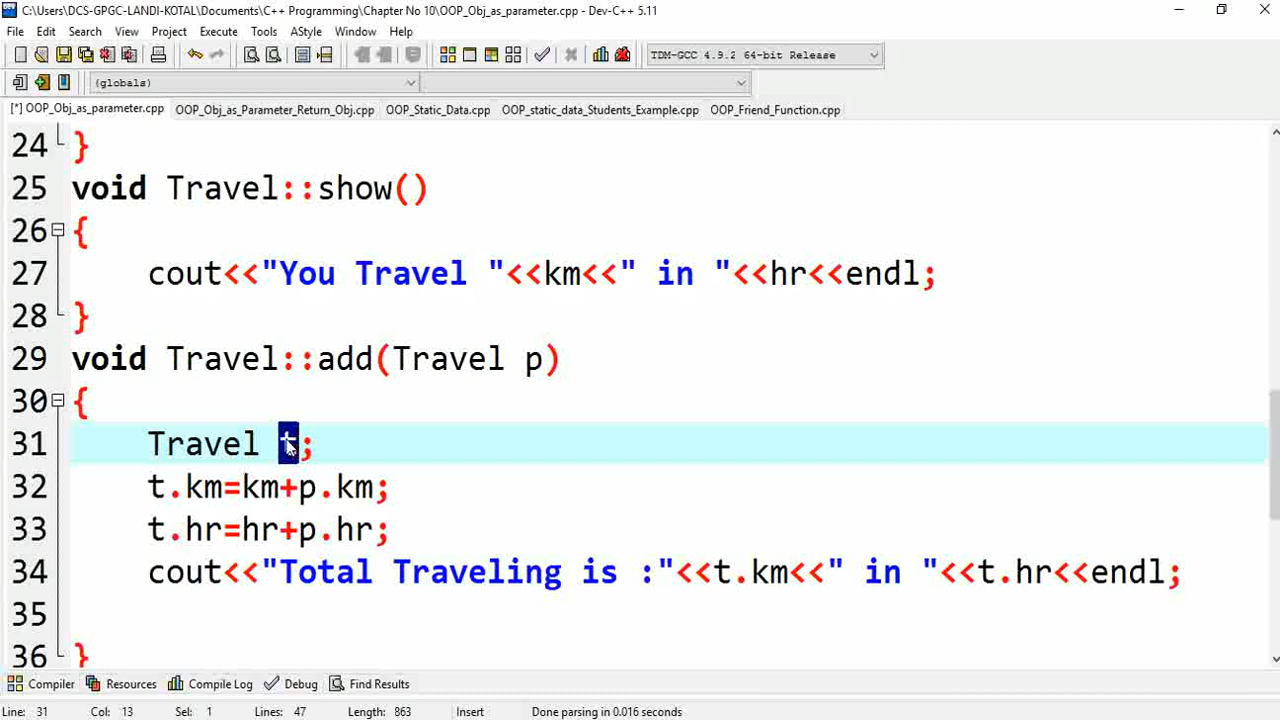 C:\Users\DCS-GPGC-LANDI-KOTAL\Documents\C++ Programming\Chapter No 10\OOP_Obj_as_parameter.cpp - Dev-C++ 5.11
File Edit Search View Project Execute Tools AStyle Window Help
TDM-GCC 4.9.2 64-bit Release
(globals)
[*] OOP_Obj_as_parameter.cpp OOP_Obj_as_Parameter_Return_Obj.cpp OOP_Static_Data.cpp OOP_static_data_Students_Example.cpp OOP_Friend_Function.cpp
24 }
25 void Travel::show()
26 {
27 cout<<"You Travel "<<km<<" in "<<hr<<endl;
28 }
29 void Travel::add(Travel p)
30 {
31 Travel t;
32 t.km=km+p.km;
33 t.hr=hr+p.hr;
34 cout<<"Total Traveling is :"<<t.km<<" in "<<t.hr<<endl;
35
36 }
Compiler Resources Compile Log Debug Find Results
Line: 31 Col: 13 Sel: 1 Lines: 47 Length: 863 Insert Done parsing in 0.016 seconds